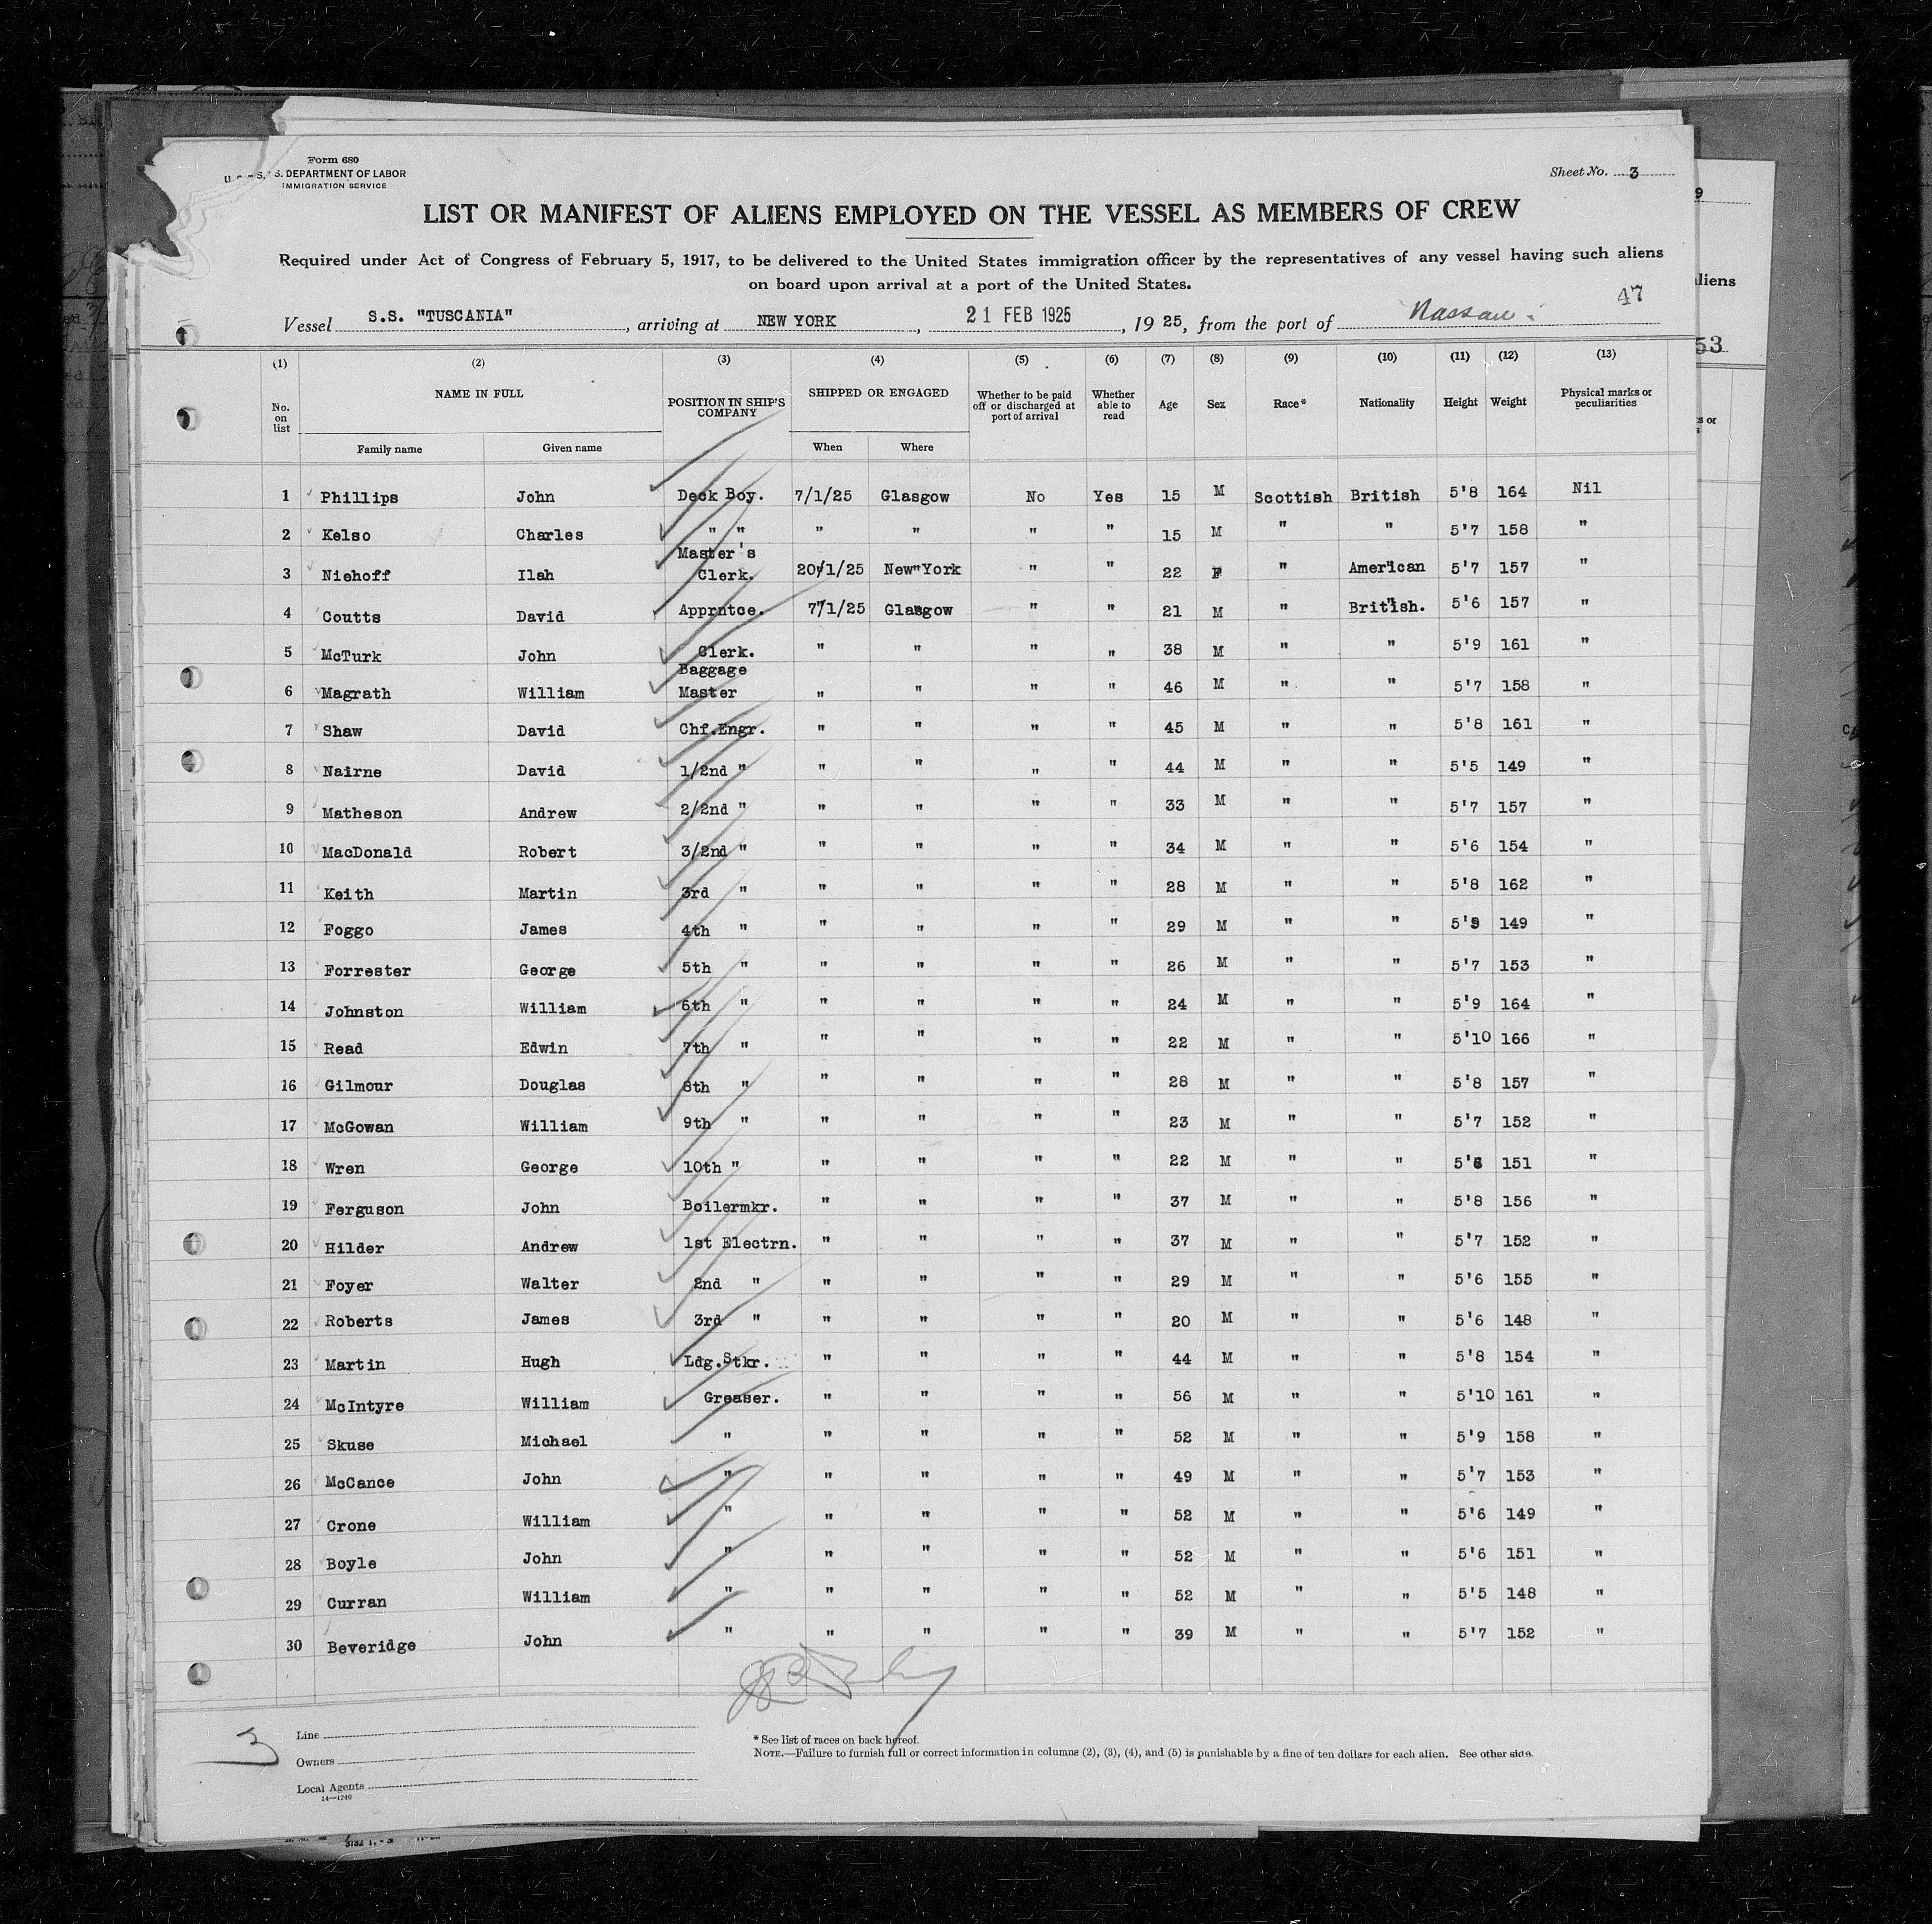 Form 680
U. S. DEPARTMENT OF LABOR
IMMIGRATION SERVICE
Sheet No. 3
LIST OR MANIFEST OF ALIENS EMPLOYED ON THE VESSEL AS MEMBERS OF CREW
Required under Act of Congress of February 5, 1917, to be delivered to the United States immigration officer by the representatives of any vessel having such aliens
on board upon arrival at a port of the United States.
47
Vessel S.S. "TUSCANIA", arriving at NEW YORK, 21 FEB 1925, 19 25, from the port of Nassau.
(1) (2) (3) (4) (5) (6) (7) (8) (9) (10) (11) (12) (13)
No. on list NAME IN FULL POSITION IN SHIP'S COMPANY SHIPPED OR ENGAGED Whether to be paid off or discharged at port of arrival Whether able to read Age Sex Race* Nationality Height Weight Physical marks or peculiarities
Family name Given name When Where
1 Phillips John Deck Boy. 7/1/25 Glasgow No Yes 15 M Scottish British 5'8 164 Nil
2 Kelso Charles " " " " " " 15 M " " 5'7 158 "
3 Niehoff Ilah Master's Clerk. 20/1/25 New York " " 22 F " American 5'7 157 "
4 Coutts David Apprntce. 7/1/25 Glasgow " " 21 M " British. 5'6 157 "
5 McTurk John Clerk. " " " " 38 M " " 5'9 161 "
6 Magrath William Baggage Master " " " " 46 M " " 5'7 158 "
7 Shaw David Chf.Engr. " " " " 45 M " " 5'8 161 "
8 Nairne David 1/2nd " " " " " 44 M " " 5'5 149 "
9 Matheson Andrew 2/2nd " " " " " 33 M " " 5'7 157 "
10 MacDonald Robert 3/2nd " " " " " 34 M " " 5'6 154 "
11 Keith Martin 3rd " " " " " 28 M " " 5'8 162 "
12 Foggo James 4th " " " " " 29 M " " 5'5 149 "
13 Forrester George 5th " " " " " 26 M " " 5'7 153 "
14 Johnston William 6th " " " " " 24 M " " 5'9 164 "
15 Read Edwin 7th " " " " " 22 M " " 5'10 166 "
16 Gilmour Douglas 8th " " " " " 28 M " " 5'8 157 "
17 McGowan William 9th " " " " " 23 M " " 5'7 152 "
18 Wren George 10th " " " " " 22 M " " 5'6 151 "
19 Ferguson John Boilermkr. " " " " 37 M " " 5'8 156 "
20 Hilder Andrew 1st Electrn. " " " " 37 M " " 5'7 152 "
21 Foyer Walter 2nd " " " " " 29 M " " 5'6 155 "
22 Roberts James 3rd " " " " " 20 M " " 5'6 148 "
23 Martin Hugh Ldg.Stkr. " " " " 44 M " " 5'8 154 "
24 McIntyre William Greaser. " " " " 56 M " " 5'10 161 "
25 Skuse Michael " " " " " 52 M " " 5'9 158 "
26 McCance John " " " " " 49 M " " 5'7 153 "
27 Crone William " " " " " 52 M " " 5'6 149 "
28 Boyle John " " " " " 52 M " " 5'6 151 "
29 Curran William " " " " " 52 M " " 5'5 148 "
30 Beveridge John " " " " " 39 M " " 5'7 152 "
3
Line
Owners
Local Agents
14—1240
* See list of races on back hereof.
NOTE.—Failure to furnish full or correct information in columns (2), (3), (4), and (5) is punishable by a fine of ten dollars for each alien. See other side.
9
aliens
53